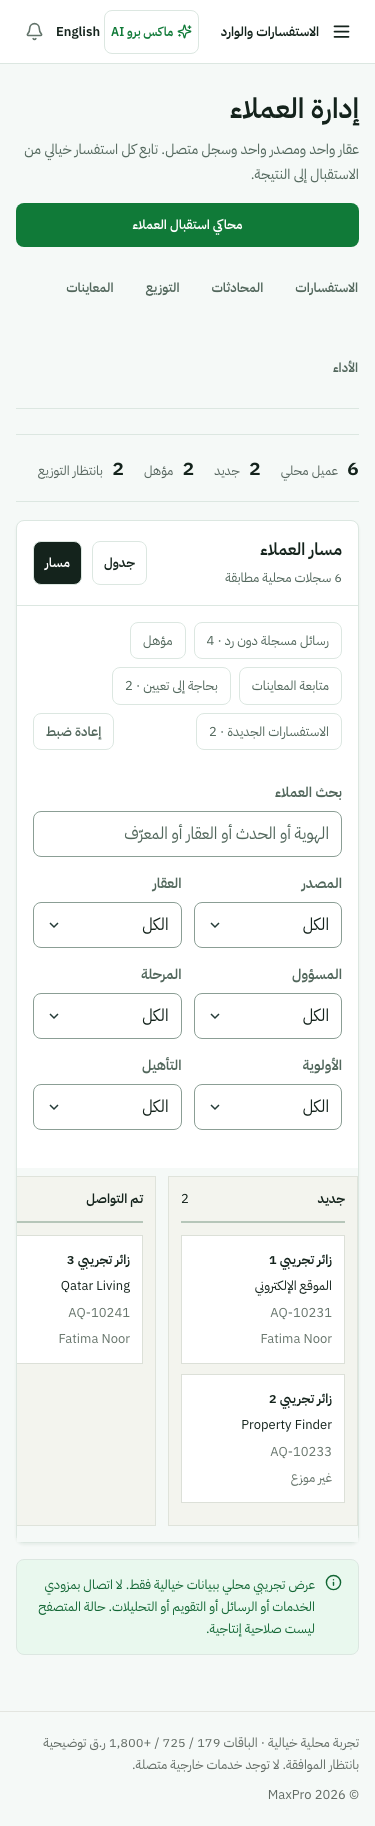 الاستفسارات والوارد
ماكس برو AI
English
إدارة العملاء
عقار واحد ومصدر واحد وسجل متصل. تابع كل استفسار خيالي من
الاستقبال إلى النتيجة.
محاكي استقبال العملاء
الاستفسارات المحادثات التوزيع المعاينات
الأداء
6 عميل محلي 2 جديد 2 مؤهل 2 بانتظار التوزيع
مسار العملاء
6 سجلات محلية مطابقة
جدول مسار
رسائل مسجلة دون رد · 4 مؤهل
متابعة المعاينات بحاجة إلى تعيين · 2
الاستفسارات الجديدة · 2 إعادة ضبط
بحث العملاء
الهوية أو الحدث أو العقار أو المعرّف
المصدر العقار
الكل الكل
المسؤول المرحلة
الكل الكل
الأولوية التأهيل
الكل الكل
جديد 2
زائر تجريبي 1
الموقع الإلكتروني
AQ-10231
Fatima Noor
زائر تجريبي 2
Property Finder
AQ-10233
غير موزع
تم التواصل
زائر تجريبي 3
Qatar Living
AQ-10241
Fatima Noor
عرض تجريبي محلي ببيانات خيالية فقط. لا اتصال بمزودي
الخدمات أو الرسائل أو التقويم أو التحليلات. حالة المتصفح
ليست صلاحية إنتاجية.
تجربة محلية خيالية · الباقات 179 / 725 / +1,800 ر.ق توضيحية
بانتظار الموافقة. لا توجد خدمات خارجية متصلة.
© 2026 MaxPro